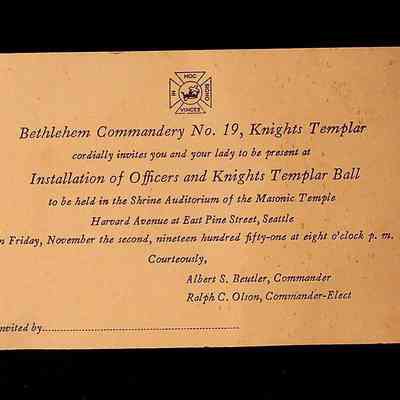 HOC
IN
SIGNO
VINCES
Bethlehem Commandery No. 19, Knights Templar
cordially invites you and your lady to be present at
Installation of Officers and Knights Templar Ball
to be held in the Shrine Auditorium of the Masonic Temple
Harvard Avenue at East Pine Street, Seattle
n Friday, November the second, nineteen hundred fifty-one at eight o'clock p. m.
Courteously,
Albert S. Beutler, Commander
Ralph C. Olson, Commander-Elect
nvited by